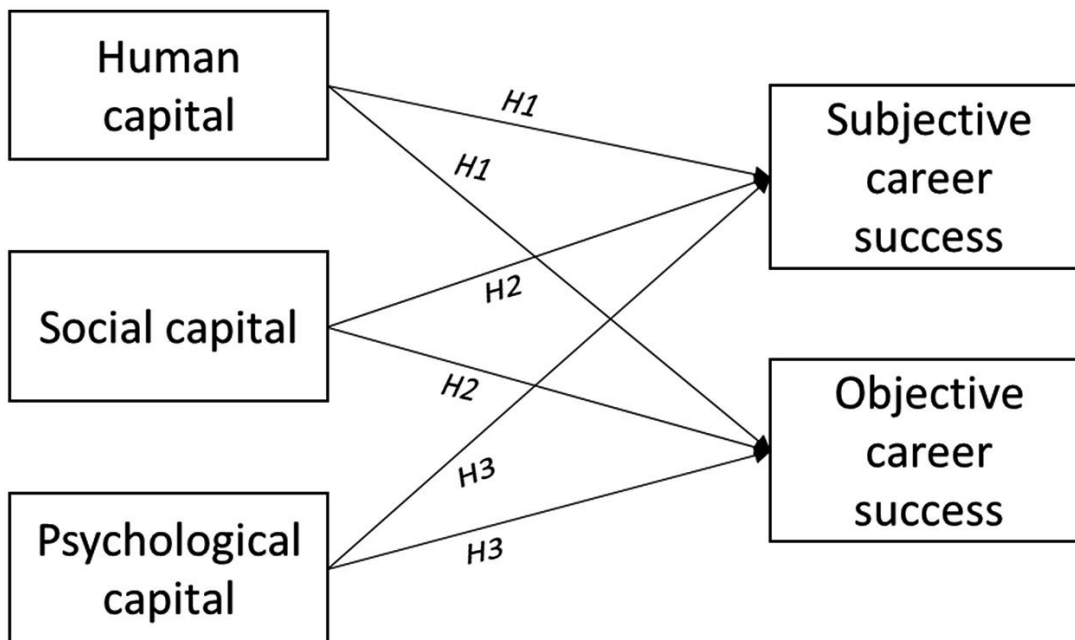 Human
capital
Social capital
Psychological
capital
H1
H1
H2
H2
H3
H3
Subjective
career
success
Objective
career
success